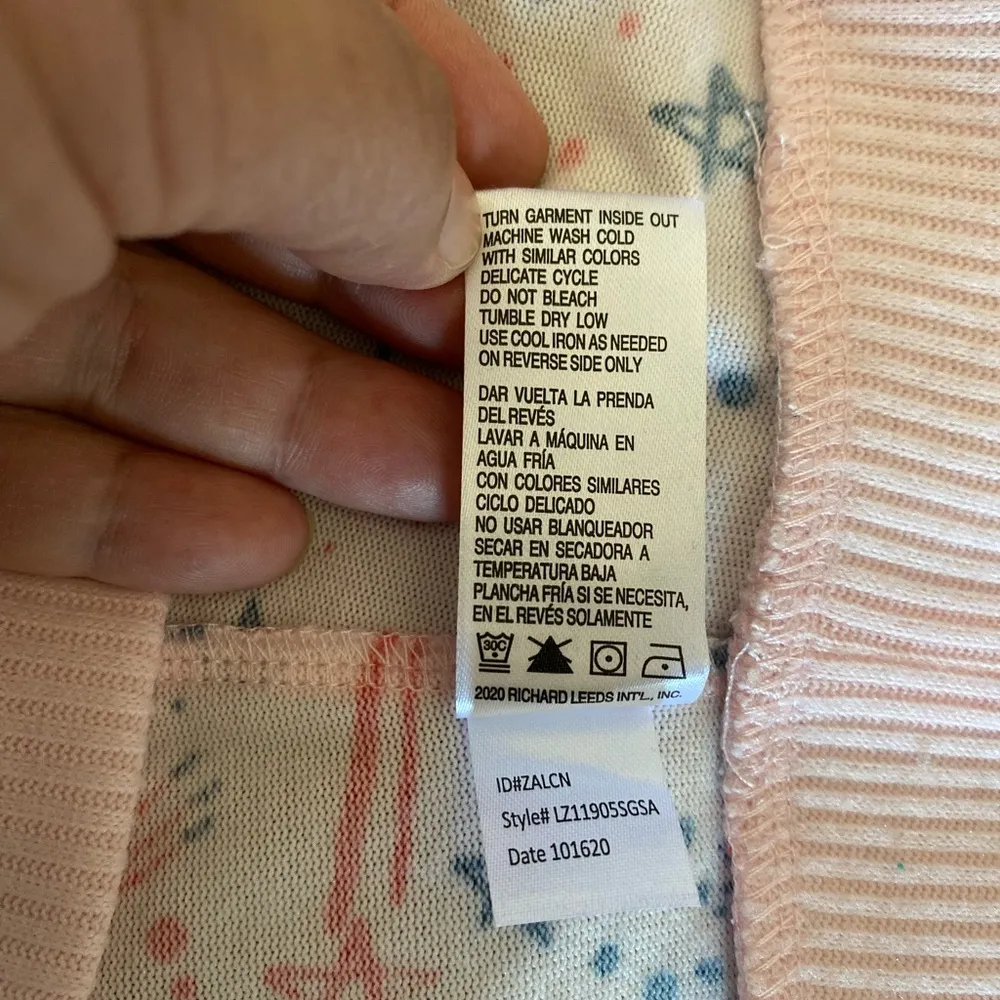 TURN GARMENT INSIDE OUT
MACHINE WASH COLD
WITH SIMILAR COLORS
DELICATE CYCLE
DO NOT BLEACH
TUMBLE DRY LOW
USE COOL IRON AS NEEDED
ON REVERSE SIDE ONLY
DAR VUELTA LA PRENDA
DEL REVÉS
LAVAR A MÁQUINA EN
AGUA FRÍA
CON COLORES SIMILARES
CICLO DELICADO
NO USAR BLANQUEADOR
SECAR EN SECADORA A
TEMPERATURA BAJA
PLANCHA FRÍA SI SE NECESITA,
EN EL REVÉS SOLAMENTE
30C
2020 RICHARD LEEDS INT'L., INC.
ID#ZALCN
Style# LZ11905SGSA
Date 101620